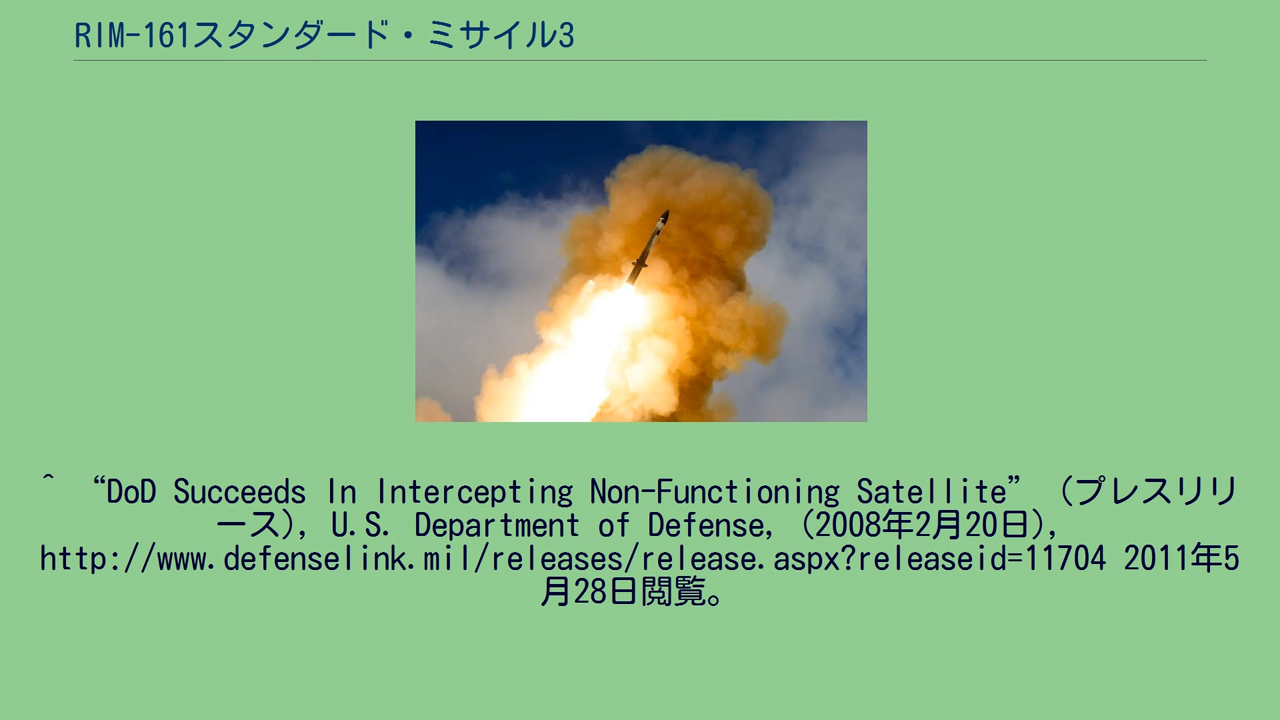 RIM-161スタンダード・ミサイル3
^ “DoD Succeeds In Intercepting Non-Functioning Satellite” (プレスリリ
ース), U.S. Department of Defense, (2008年2月20日),
http://www.defenselink.mil/releases/release.aspx?releaseid=11704 2011年5
月28日閲覧。